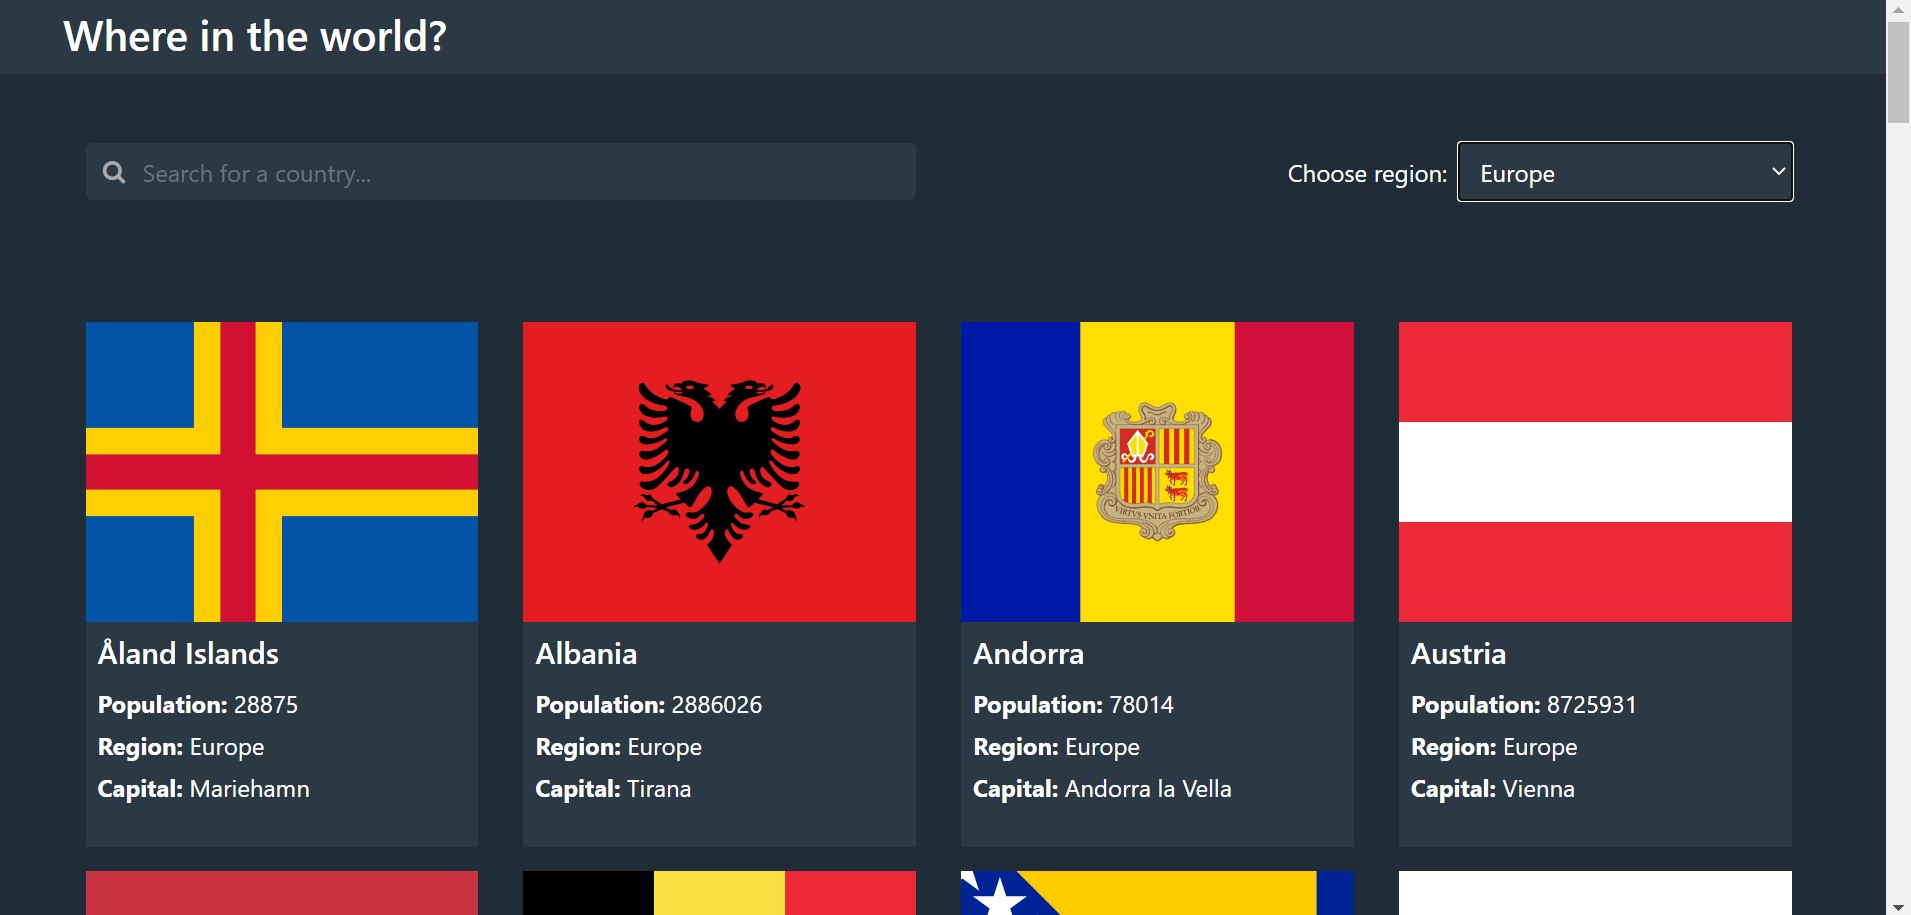 Where in the world?
Search for a country...
Choose region: Europe
VIRTVS VNITA FORTIOR
Åland Islands
Population: 28875
Region: Europe
Capital: Mariehamn
Albania
Population: 2886026
Region: Europe
Capital: Tirana
Andorra
Population: 78014
Region: Europe
Capital: Andorra la Vella
Austria
Population: 8725931
Region: Europe
Capital: Vienna